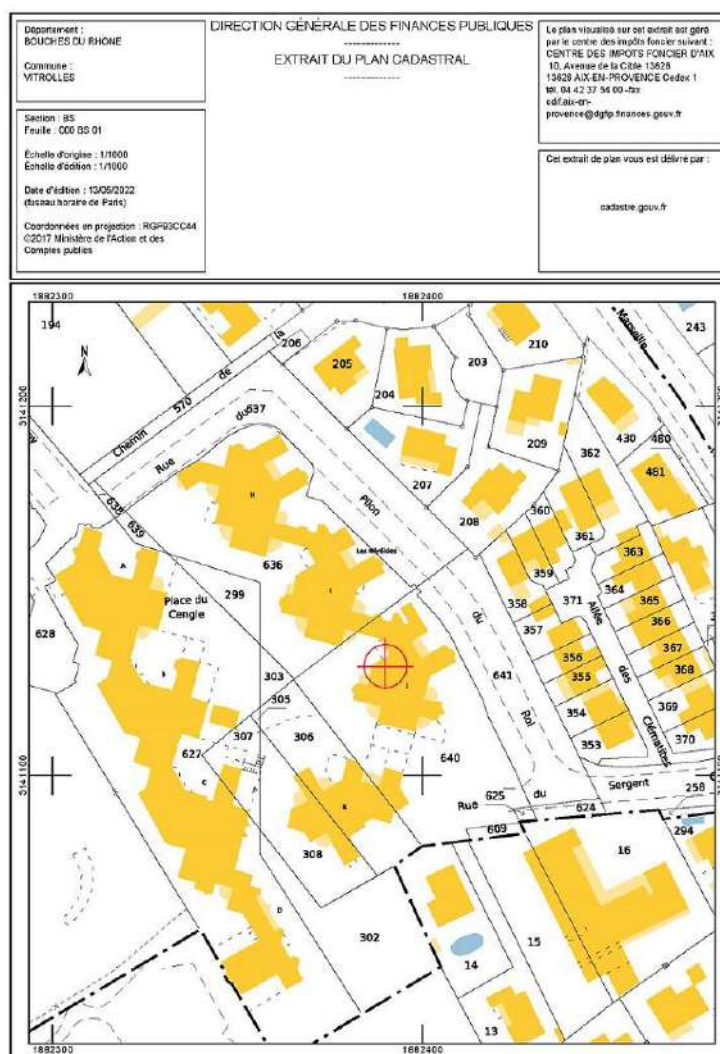 Département :
BOUCHES DU RHONE
Commune :
VITROLLES
Section : BS
Feuille : 000 BS 01
Échelle d'origine : 1/1000
Échelle d'édition : 1/1000
Date d'édition : 13/05/2022
(fuseau horaire de Paris)
Coordonnées en projection : RGF93CC44
©2017 Ministère de l'Action et des
Comptes publics
DIRECTION GÉNÉRALE DES FINANCES PUBLIQUES
-------------
EXTRAIT DU PLAN CADASTRAL
-------------
Le plan visualisé sur cet extrait est géré
par le centre des impôts foncier suivant :
CENTRE DES IMPOTS FONCIER D'AIX
10, Avenue de la Cible 13626
13626 AIX-EN-PROVENCE Cedex 1
tél. 04 42 37 54 00 -fax
cdif.aix-en-
provence@dgfip.finances.gouv.fr
Cet extrait de plan vous est délivré par :
cadastre.gouv.fr
1882300
1882400
194
206
205
204
203
210
Marseille
243
N
3141200
Chemin
570
de
la
Rue
du
637
209
430
480
362
481
207
Pilon
208
360
361
363
638
639
H
636
Les Néréides
I
359
364
A
Place du
Cengle
299
358
371
Allée
365
366
628
357
du
641
356
355
des
367
368
303
305
J
Roi
354
369
B
307
306
627
640
353
Clématites
370
3141100
C
625
Rue
du
Sergent
258
624
K
609
294
308
16
D
302
14
15
13
1882300
1882400